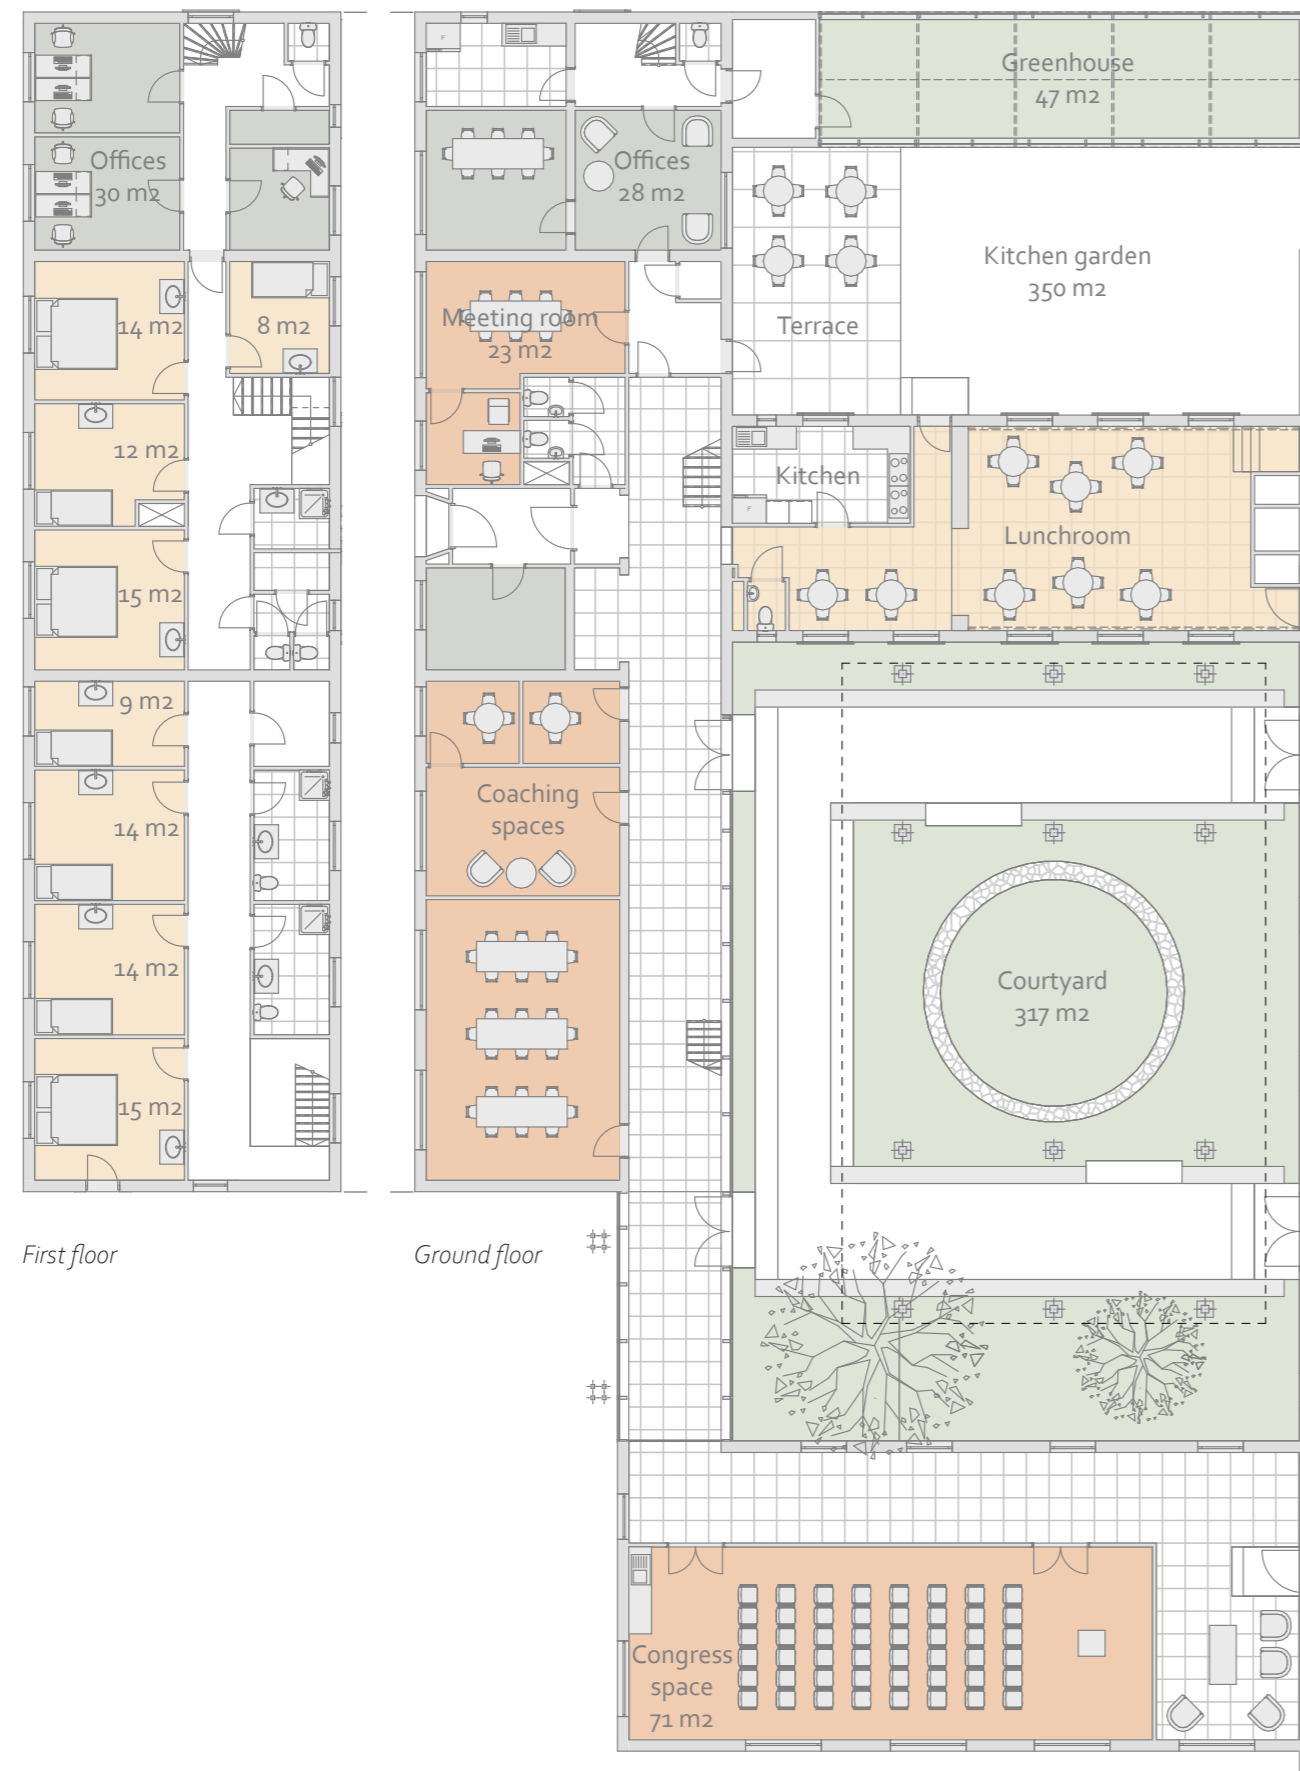 Offices
30 m2
14 m2
8 m2
12 m2
15 m2
9 m2
14 m2
14 m2
15 m2
First floor
F
Offices
28 m2
Greenhouse
47 m2
Kitchen garden
350 m2
Terrace
Meeting room
23 m2
Kitchen
F
Lunchroom
Coaching
spaces
Courtyard
317 m2
Ground floor
Congress
space
71 m2